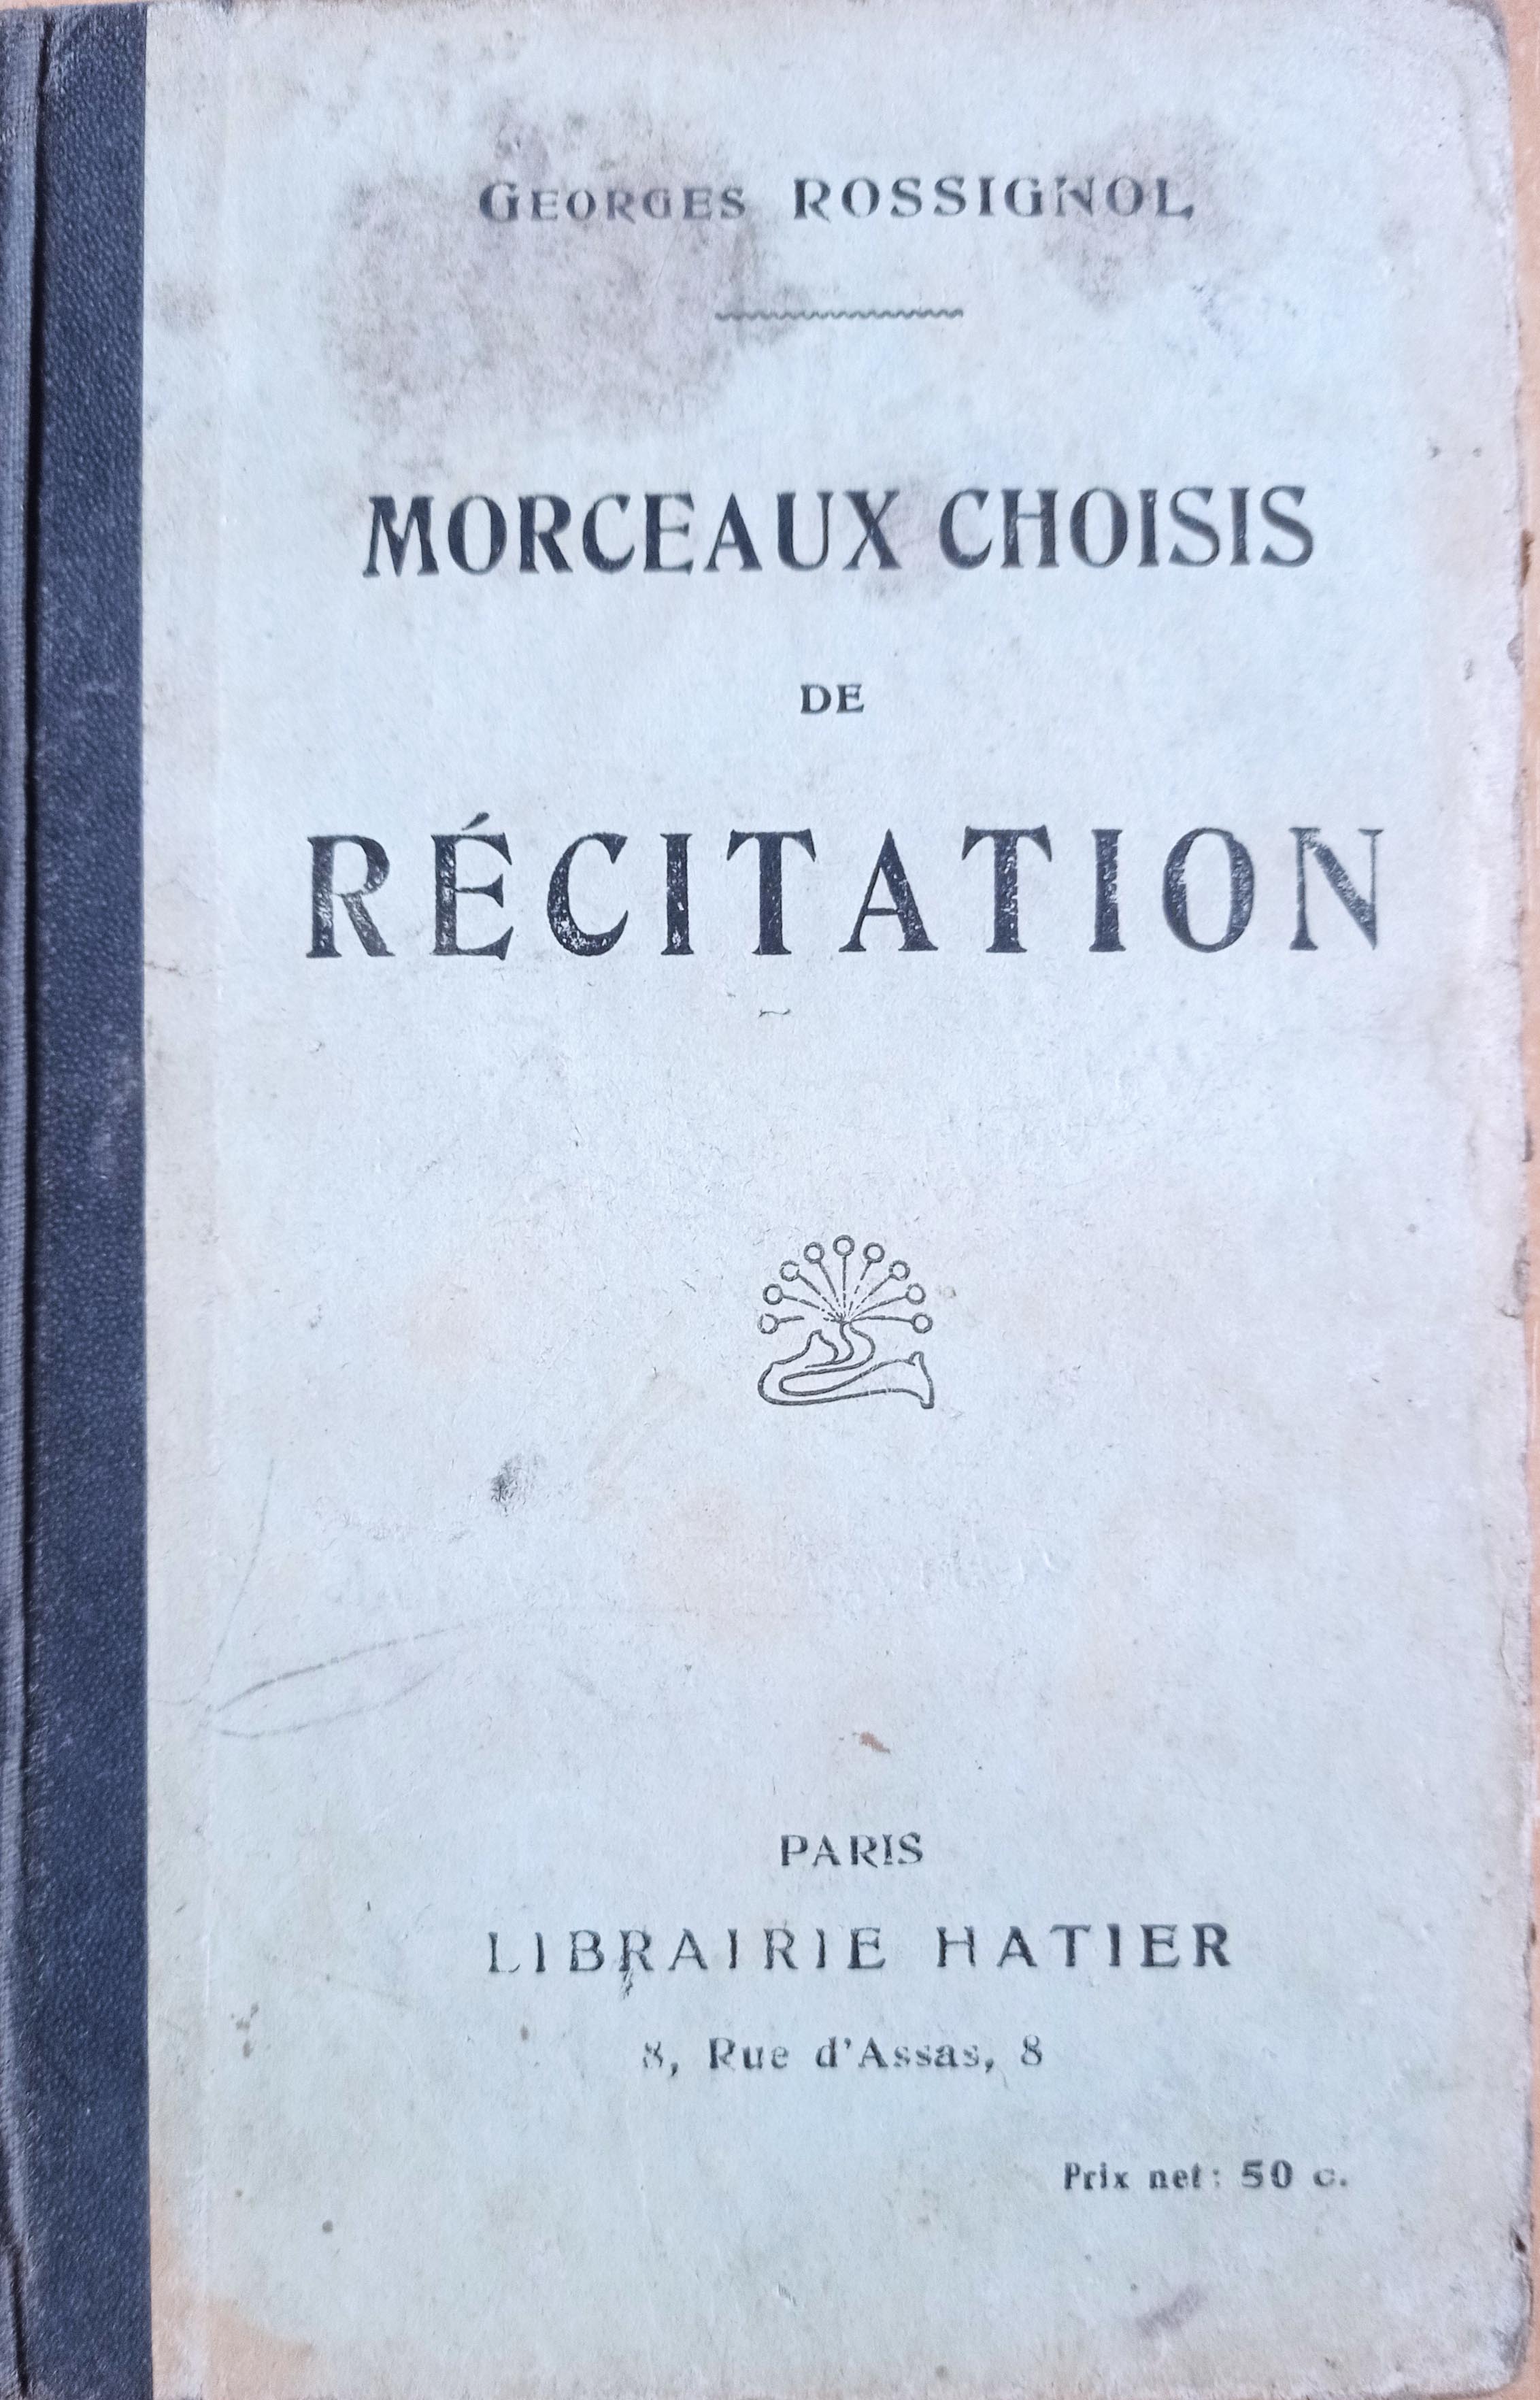 GEORGES ROSSIGNOL
MORCEAUX CHOISIS
DE
RÉCITATION
PARIS
LIBRAIRIE HATIER
8, Rue d'Assas, 8
Prix net : 50 c.